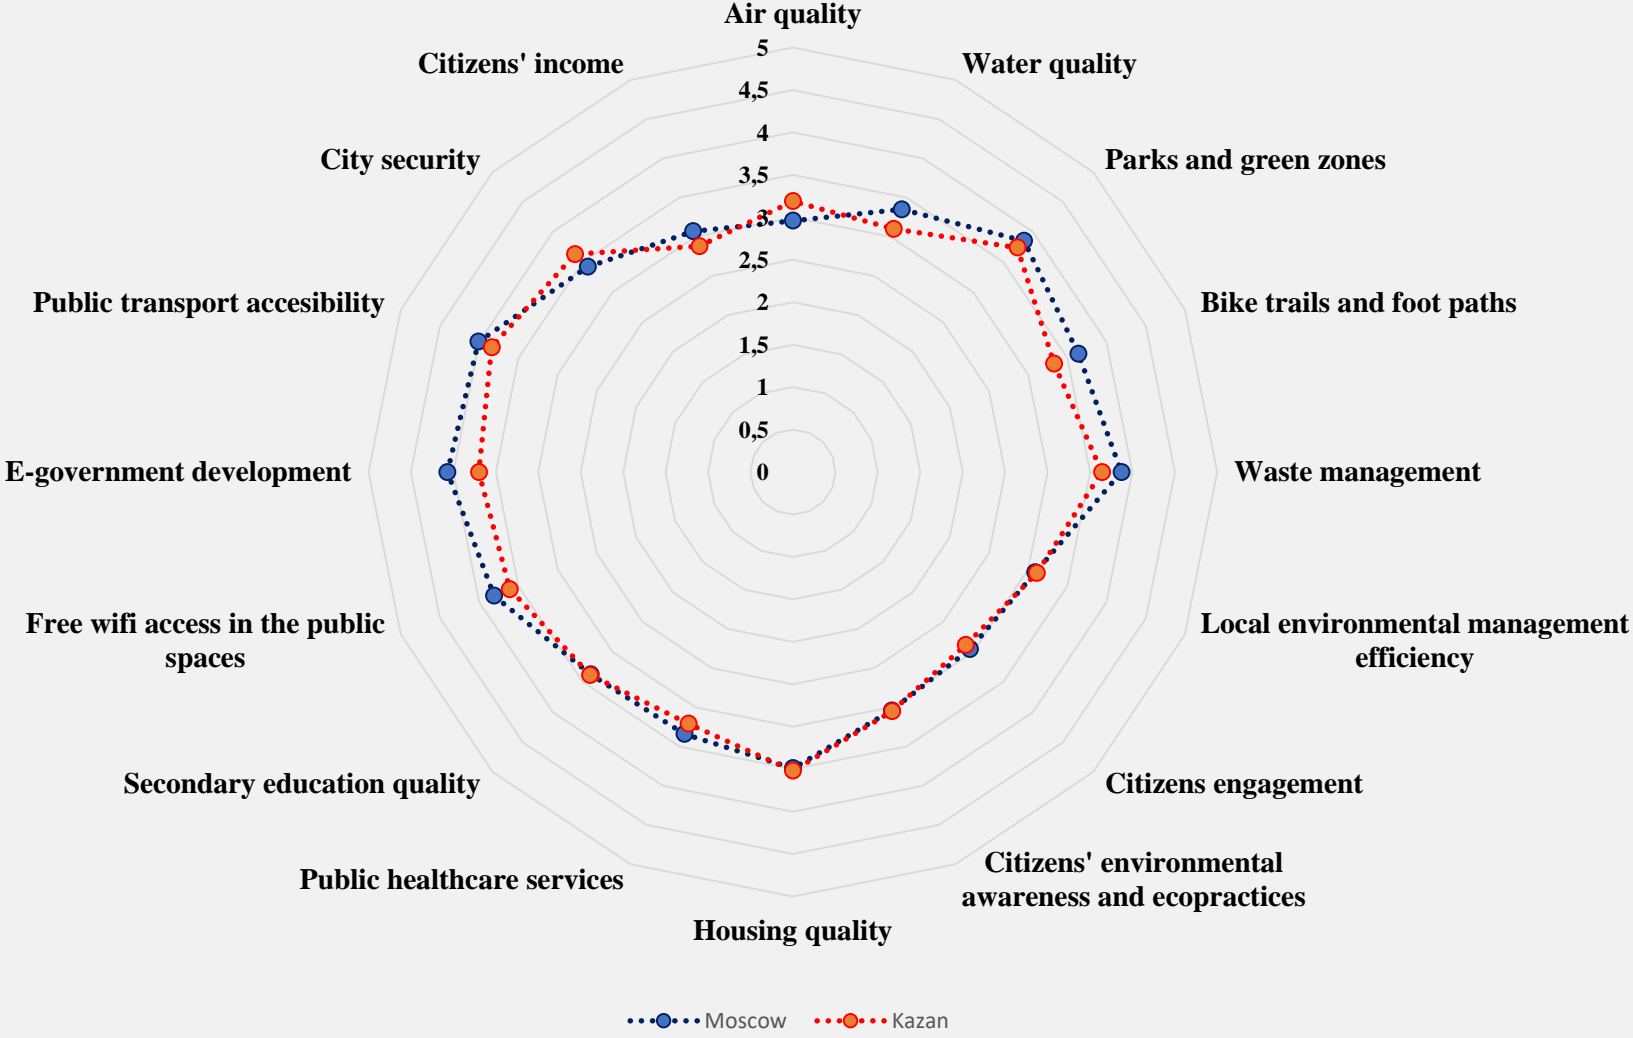 Air quality
Citizens' income
Water quality
City security
Parks and green zones
Public transport accesibility
Bike trails and foot paths
E-government development
Waste management
Free wifi access in the public
spaces
Local environmental management
efficiency
Secondary education quality
Citizens engagement
Public healthcare services
Citizens' environmental
awareness and ecopractices
Housing quality
5
4,5
4
3,5
3
2,5
2
1,5
1
0,5
0
Moscow
Kazan